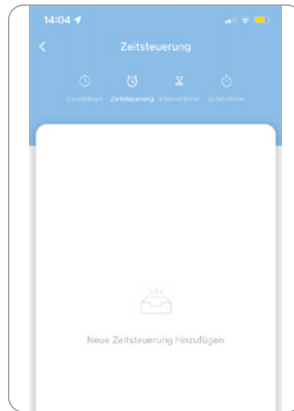 14:04
Zeitsteuerung
Countdown Zeitsteuerung Intervalltimer Zufallstimer
Neue Zeitsteuerung hinzufügen